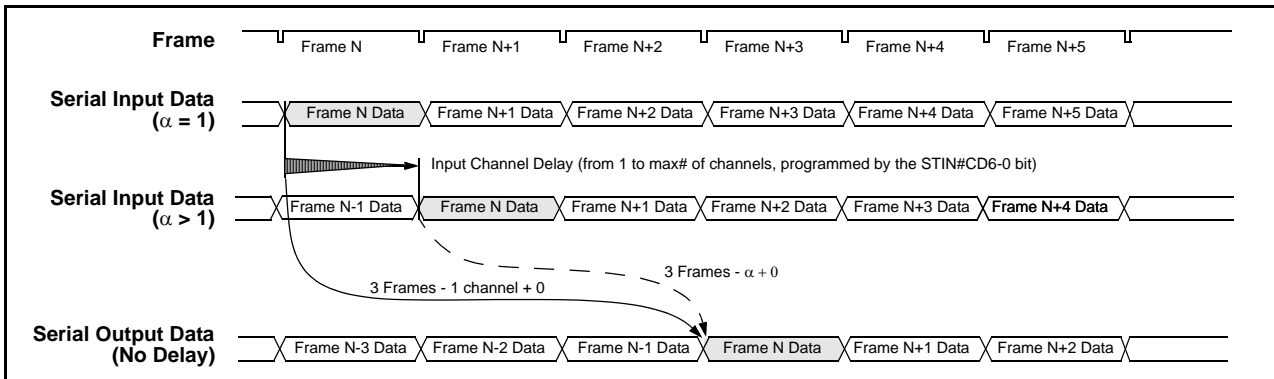 Frame
Frame N
Frame N+1
Frame N+2
Frame N+3
Frame N+4
Frame N+5
Serial Input Data
(α = 1)
Frame N Data
Frame N+1 Data
Frame N+2 Data
Frame N+3 Data
Frame N+4 Data
Frame N+5 Data
Input Channel Delay (from 1 to max# of channels, programmed by the STIN#CD6-0 bit)
Serial Input Data
(α > 1)
Frame N-1 Data
Frame N Data
Frame N+1 Data
Frame N+2 Data
Frame N+3 Data
Frame N+4 Data
3 Frames - α + 0
3 Frames - 1 channel + 0
Serial Output Data
(No Delay)
Frame N-3 Data
Frame N-2 Data
Frame N-1 Data
Frame N Data
Frame N+1 Data
Frame N+2 Data